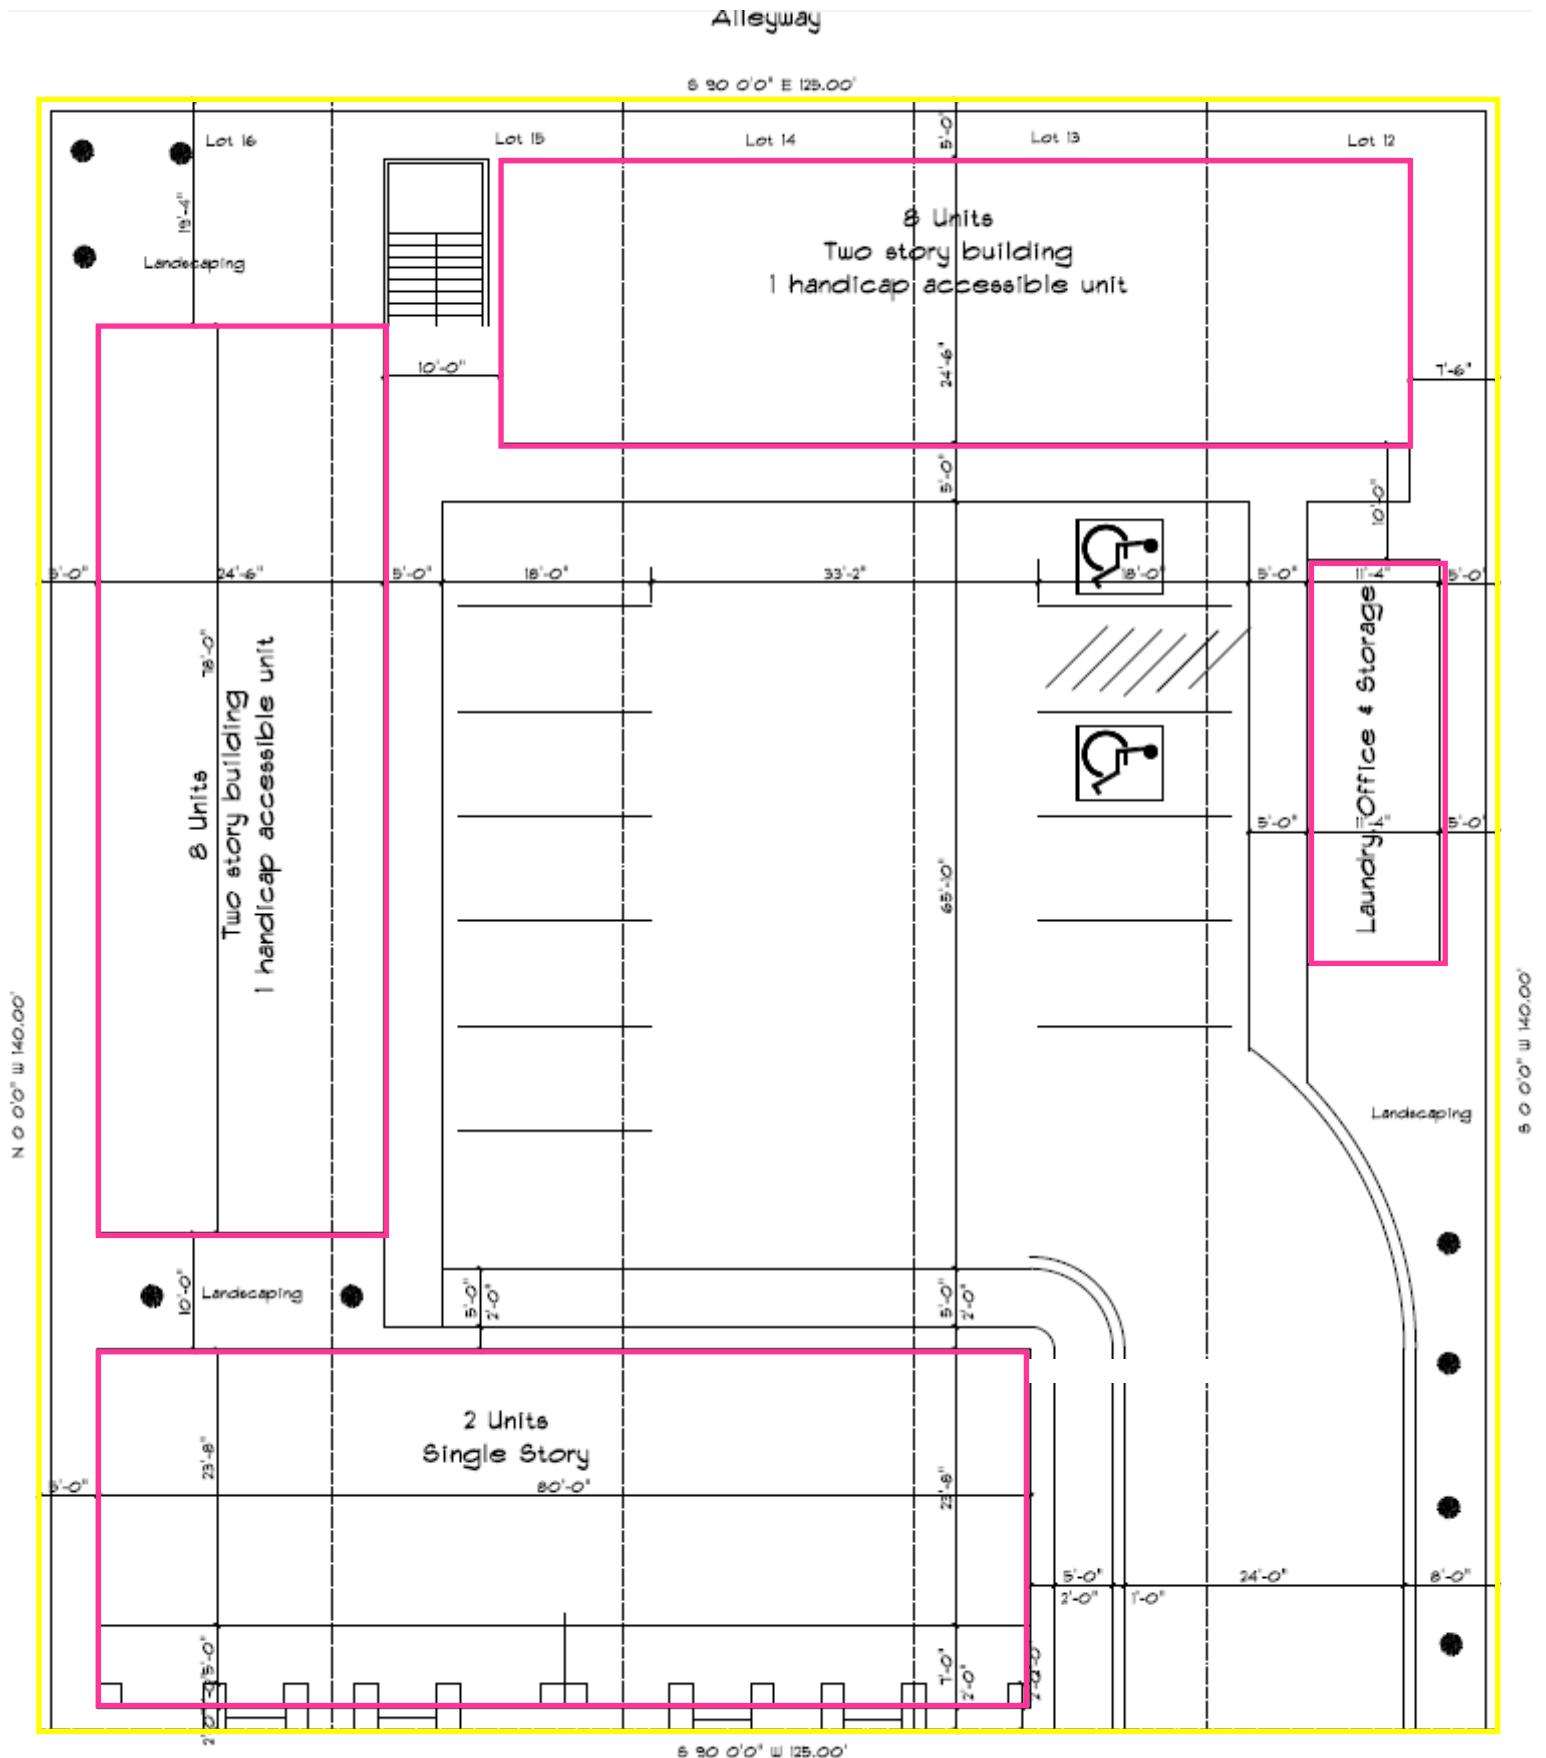 Alleyway
S 90 0'0" E 125.00'
Lot 16
Lot 15
Lot 14
Lot 13
Lot 12
5'-0"
19'-4"
Landscaping
8 Units
Two story building
1 handicap accessible unit
10'-0"
24'-6"
7'-6"
5'-0"
10'-0"
5'-0"
24'-6"
5'-0"
18'-0"
33'-2"
18'-0"
5'-0"
11'-4"
5'-0"
78'-0"
8 Units
Two story building
1 handicap accessible unit
Laundry, Office & Storage
5'-0"
5'-0"
65'-10"
N 0 0'0" W 140.00'
S 0 0'0" W 140.00'
Landscaping
10'-0"
Landscaping
5'-0"
2'-0"
5'-0"
2'-0"
2 Units
Single Story
23'-8"
5'-0"
80'-0"
23'-8"
5'-0"
24'-0"
8'-0"
2'-0"
1'-0"
5'-0"
7'-0"
2'-0"
S 90 0'0" W 125.00'